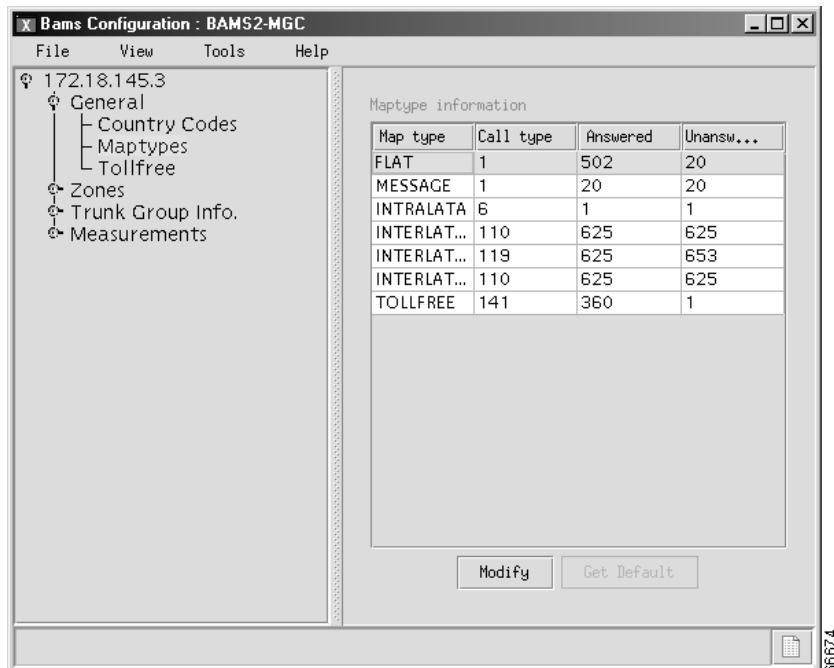 X Bams Configuration : BAMS2-MGC
File View Tools Help
172.18.145.3
General
Country Codes
Maptypes
Tollfree
Zones
Trunk Group Info.
Measurements
Maptype information
Map type Call type Answered Unansw...
FLAT 1 502 20
MESSAGE 1 20 20
INTRALATA 6 1 1
INTERLAT... 110 625 625
INTERLAT... 119 625 653
INTERLAT... 110 625 625
TOLLFREE 141 360 1
Modify Get Default